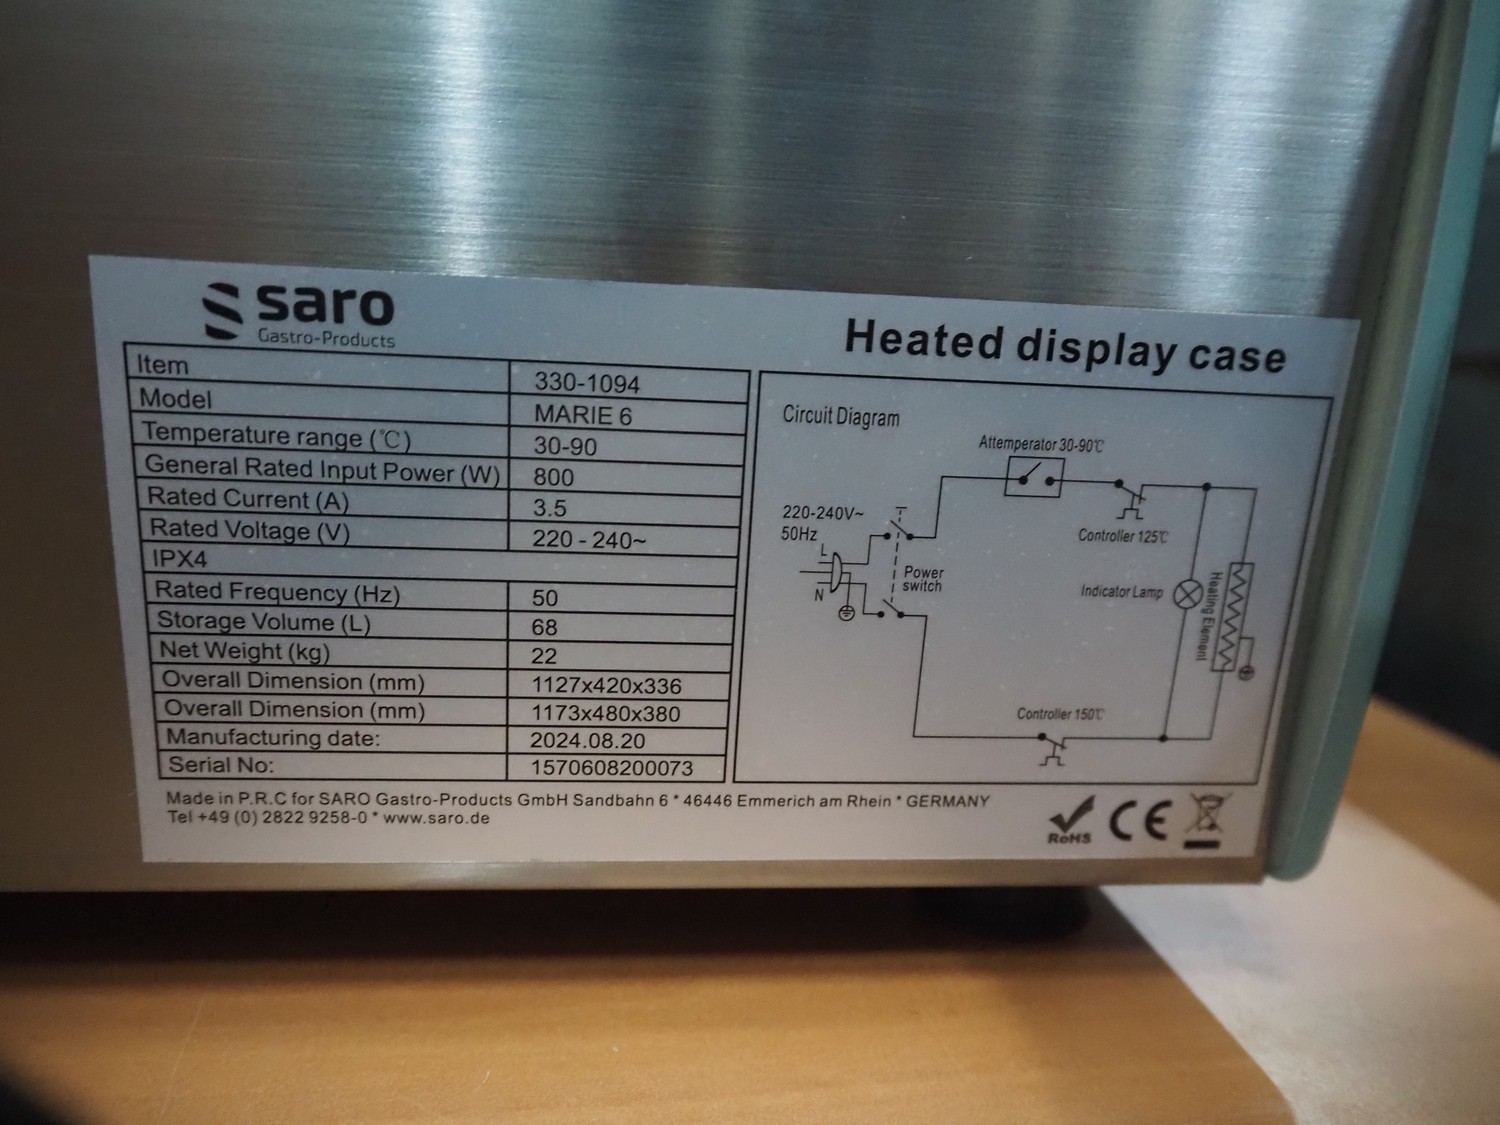 saro
Gastro-Products
Heated display case
Item 330-1094
Model MARIE 6
Temperature range (℃) 30-90
General Rated Input Power (W) 800
Rated Current (A) 3.5
Rated Voltage (V) 220 - 240~
IPX4
Rated Frequency (Hz) 50
Storage Volume (L) 68
Net Weight (kg) 22
Overall Dimension (mm) 1127x420x336
Overall Dimension (mm) 1173x480x380
Manufacturing date: 2024.08.20
Serial No: 1570608200073
Circuit Diagram
Attemperator 30-90℃
220-240V~
50Hz
L
N
Power
switch
Controller 125℃
Indicator Lamp
Heating Element
Controller 150℃
Made in P.R.C for SARO Gastro-Products GmbH Sandbahn 6 * 46446 Emmerich am Rhein * GERMANY
Tel +49 (0) 2822 9258-0 * www.saro.de
RoHS
CE